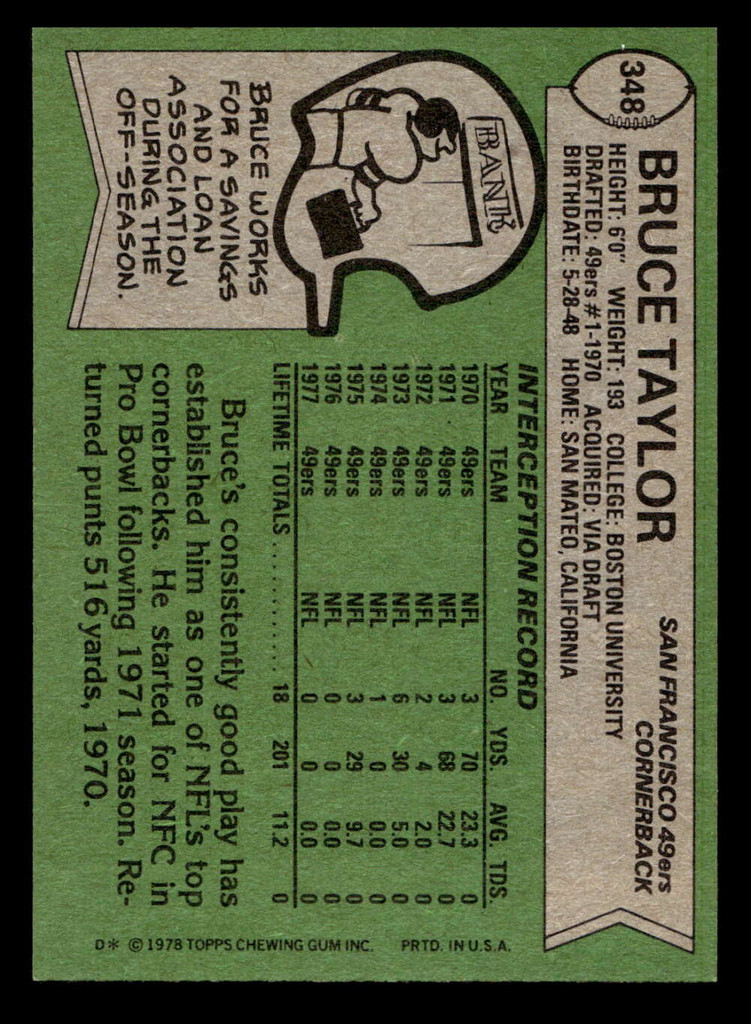 348
BRUCE TAYLOR
SAN FRANCISCO 49ers
CORNERBACK
HEIGHT: 6'0" WEIGHT: 193 COLLEGE: BOSTON UNIVERSITY
DRAFTED: 49ers #1-1970 ACQUIRED: VIA DRAFT
BIRTHDATE: 5-28-48 HOME: SAN MATEO, CALIFORNIA
BANK
BRUCE WORKS
FOR A SAVINGS
AND LOAN
ASSOCIATION
DURING THE
OFF-SEASON.
INTERCEPTION RECORD
YEAR TEAM NO. YDS. AVG. TDS.
1970 49ers NFL 3 70 23.3 0
1971 49ers NFL 3 68 22.7 0
1972 49ers NFL 2 4 2.0 0
1973 49ers NFL 6 30 5.0 0
1974 49ers NFL 1 0 0.0 0
1975 49ers NFL 3 29 9.7 0
1976 49ers NFL 0 0 0.0 0
1977 49ers NFL 0 0 0.0 0
LIFETIME TOTALS ............ 18 201 11.2 0
Bruce's consistently good play has
established him as one of NFL's top
cornerbacks. He started for NFC in
Pro Bowl following 1971 season. Re-
turned punts 516 yards, 1970.
D* © 1978 TOPPS CHEWING GUM INC. PRTD. IN U.S.A.